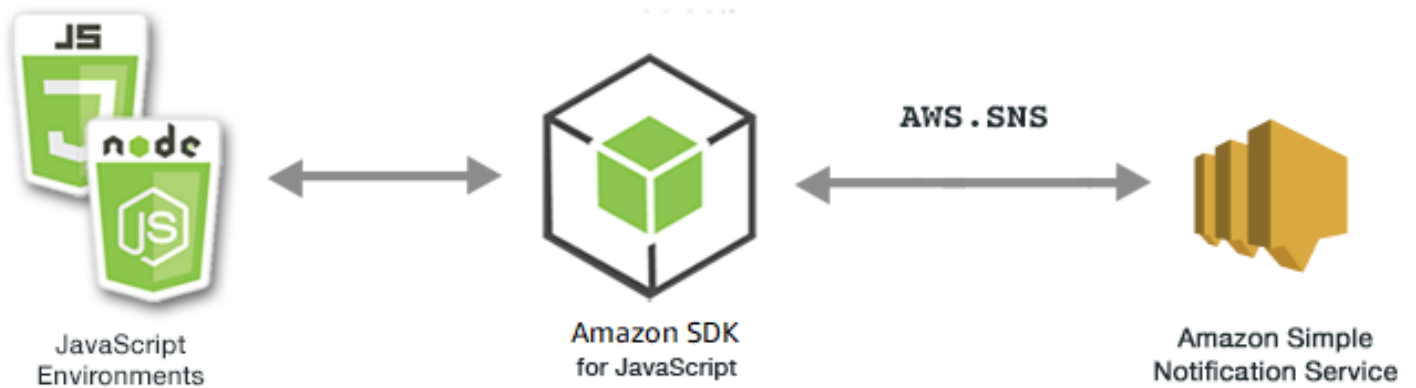 JS
node
JS
AWS.SNS
JavaScript
Environments
Amazon SDK
for JavaScript
Amazon Simple
Notification Service